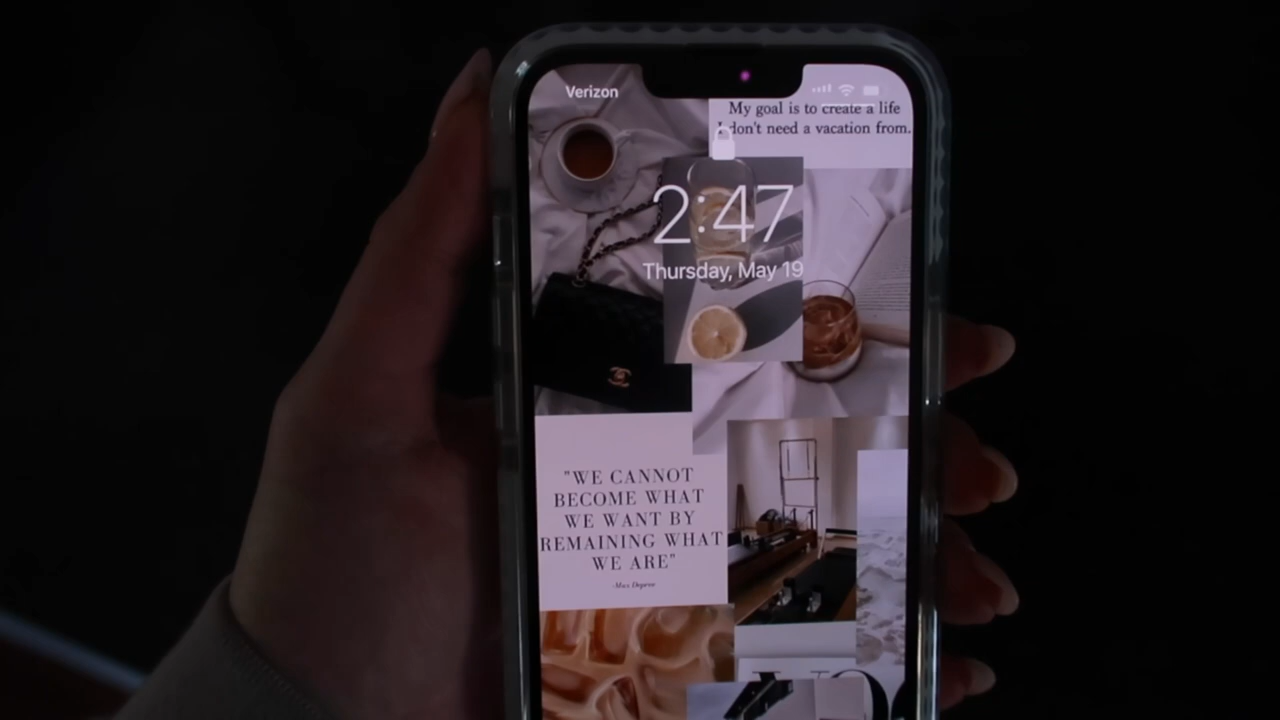 Verizon
My goal is to create a life
I don't need a vacation from.
2:47
Thursday, May 19
"WE CANNOT
BECOME WHAT
WE WANT BY
REMAINING WHAT
WE ARE"